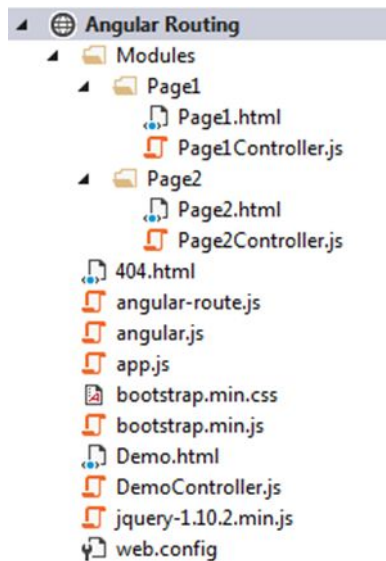 Angular Routing
Modules
Page1
Page1.html
Page1Controller.js
Page2
Page2.html
Page2Controller.js
404.html
angular-route.js
angular.js
app.js
bootstrap.min.css
bootstrap.min.js
Demo.html
DemoController.js
jquery-1.10.2.min.js
web.config